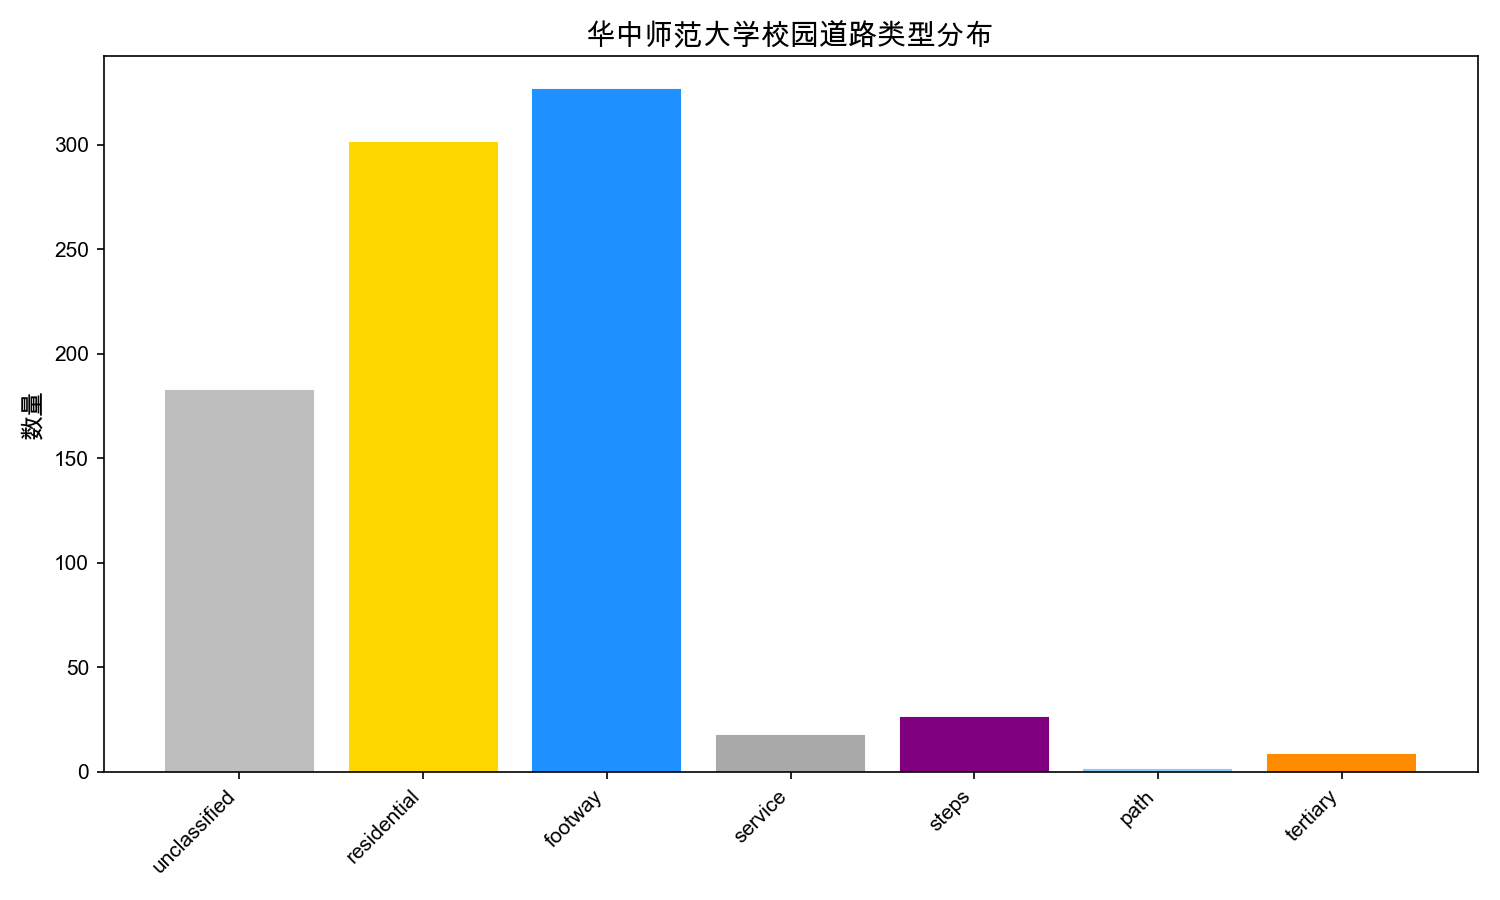 华中师范大学校园道路类型分布
数量
300
250
200
150
100
50
0
unclassified
residential
footway
service
steps
path
tertiary